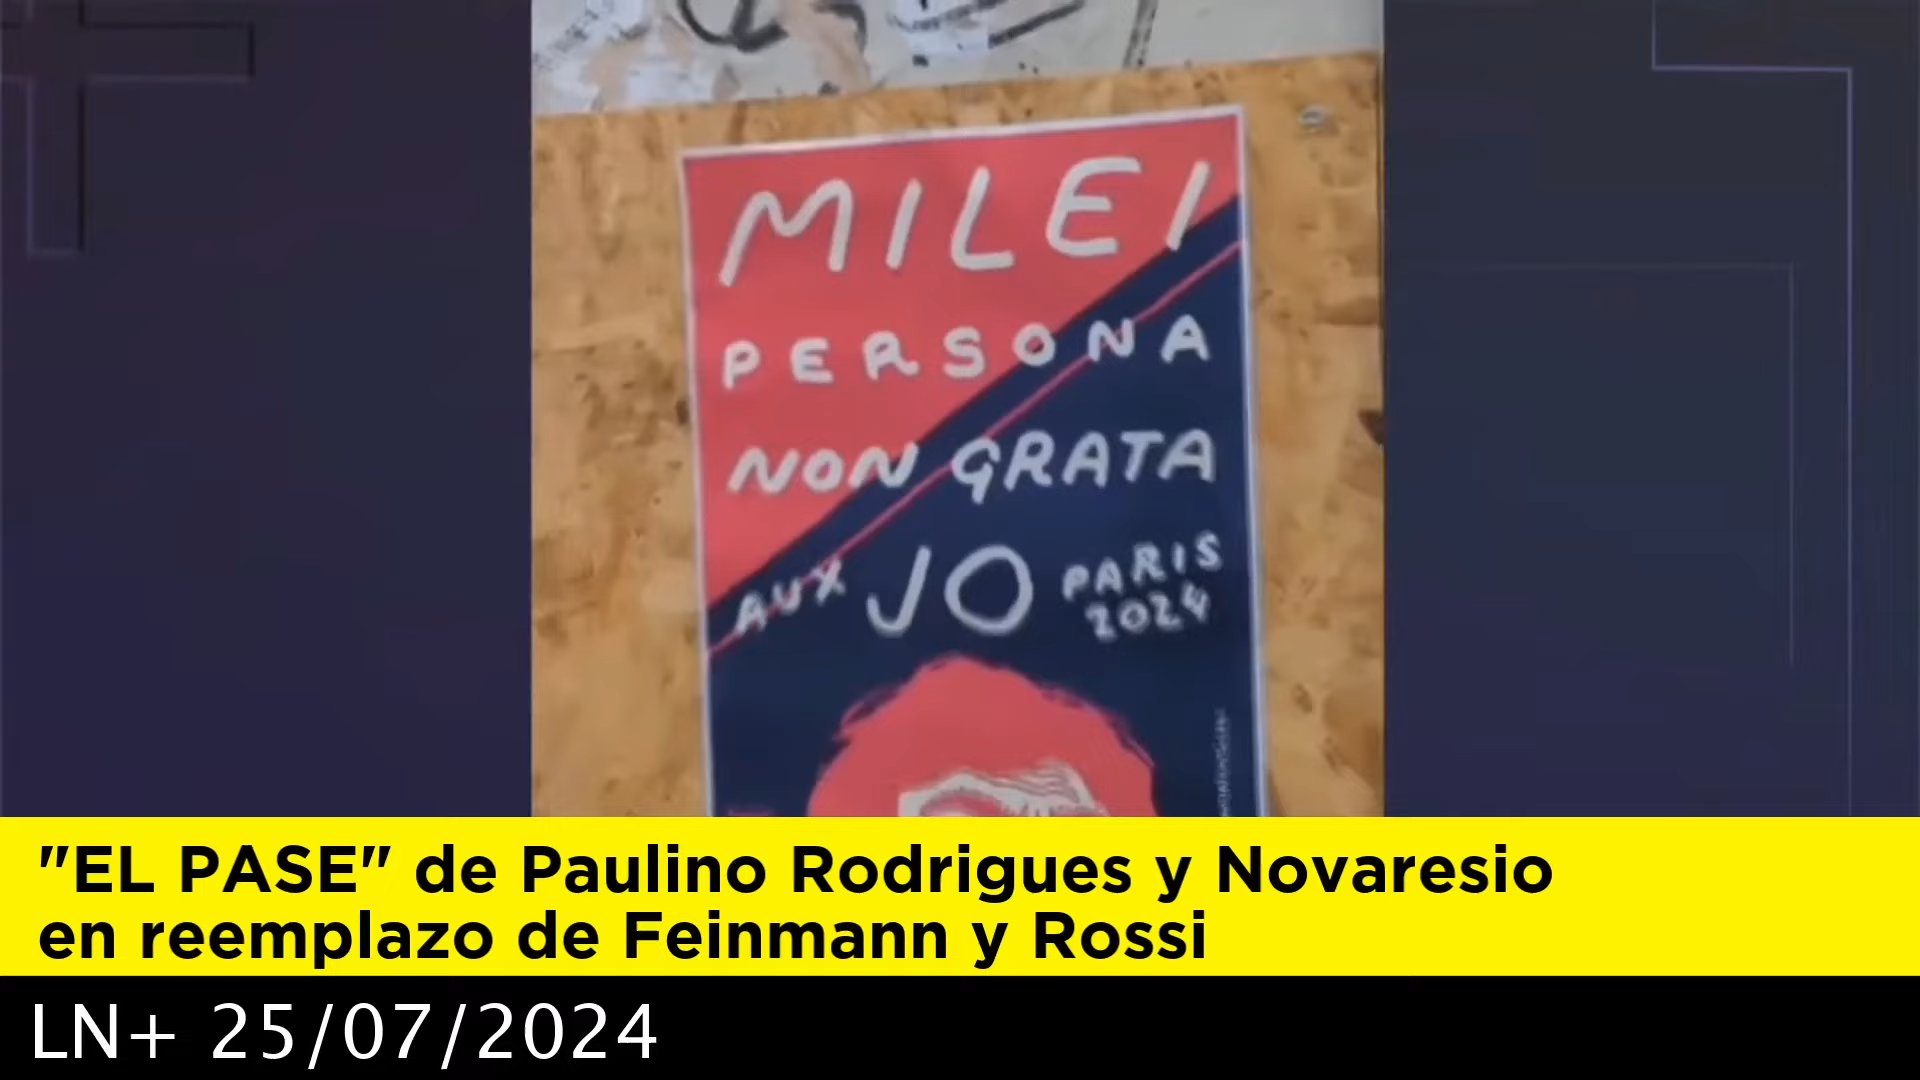 MILEI
PERSONA
NON GRATA
AUX JO PARIS
2024
"EL PASE" de Paulino Rodrigues y Novaresio
en reemplazo de Feinmann y Rossi
LN+ 25/07/2024